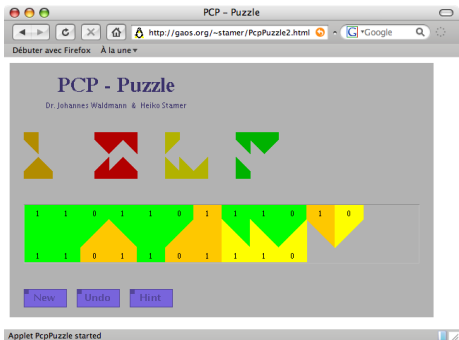 PCP – Puzzle
http://gaos.org/~stamer/PcpPuzzle2.html
Google
Débuter avec Firefox À la une
PCP - Puzzle
Dr. Johannes Waldmann & Heiko Stamer
1 1 0 1 1 0 1 1 1 0 1 0
1 1 0 1 1 0 1 1 1 0
New Undo Hint
Applet PcpPuzzle started